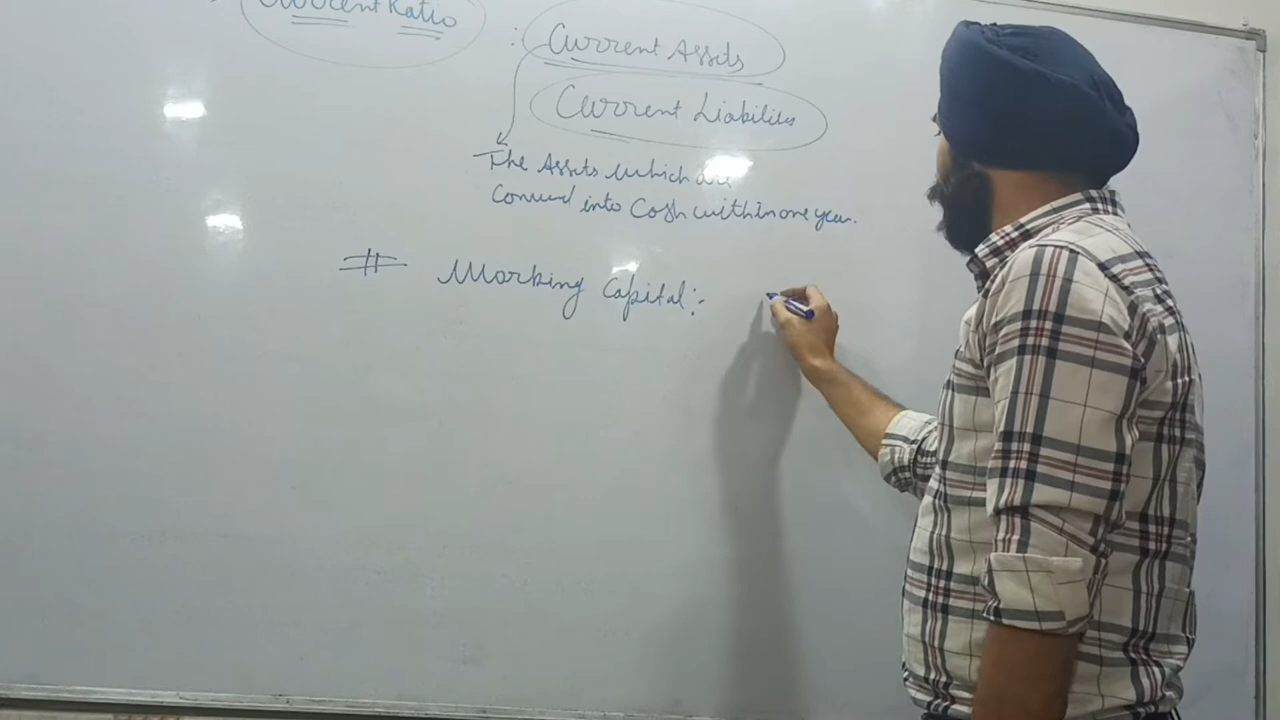 Current Ratio : Current Assets
Current Liabilities
The Assets which are
Convert into Cash within one year.
# Working Capital:-